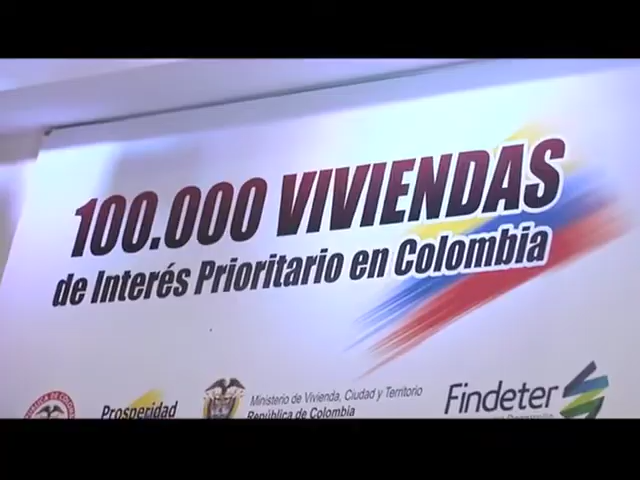 100.000 VIVIENDAS
de Interés Prioritario en Colombia
Prosperidad
Ministerio de Vivienda, Ciudad y Territorio
República de Colombia
Findeter